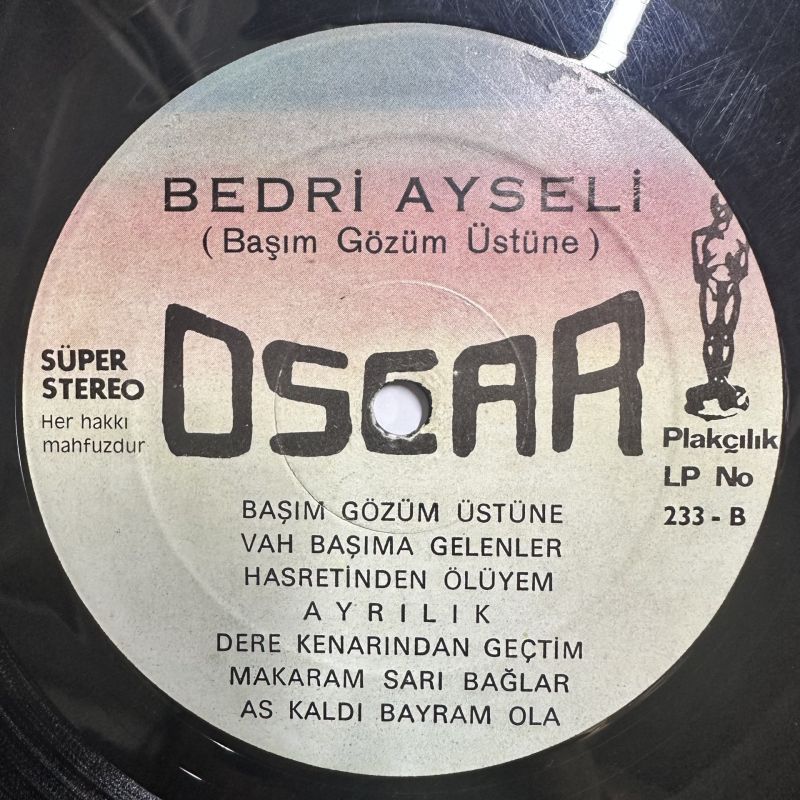 BEDRİ AYSELİ
(Başım Gözüm Üstüne)
OSCAR
SÜPER
STEREO
Her hakkı
mahfuzdur
Plakçılık
LP No
233 - B
BAŞIM GÖZÜM ÜSTÜNE
VAH BAŞIMA GELENLER
HASRETİNDEN ÖLÜYEM
AYRILIK
DERE KENARINDAN GEÇTİM
MAKARAM SARI BAĞLAR
AS KALDI BAYRAM OLA